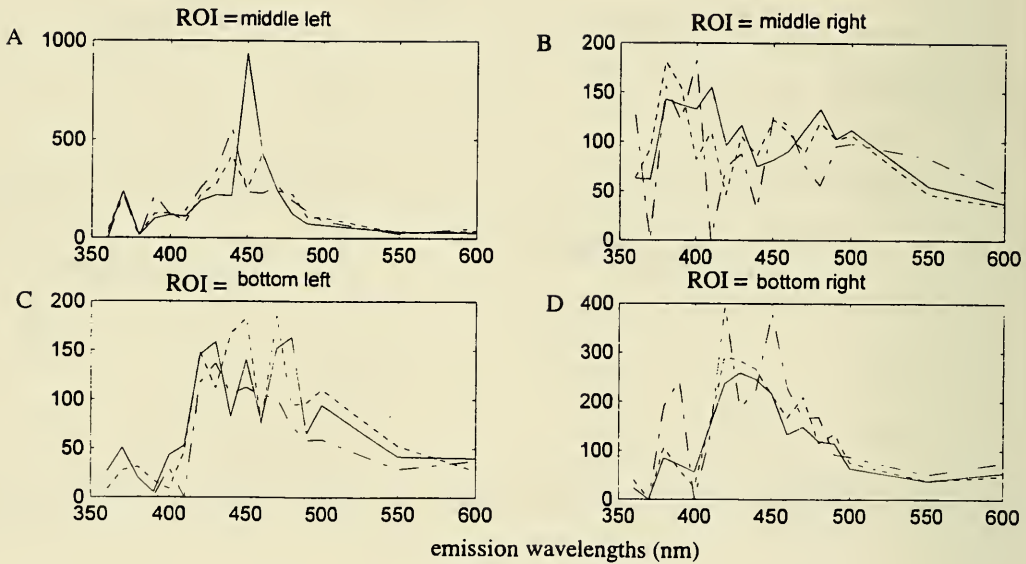 A
ROI = middle left
1000
500
0
350 400 450 500 550 600
B
ROI = middle right
200
150
100
50
0
350 400 450 500 550 600
C
ROI = bottom left
200
150
100
50
0
350 400 450 500 550 600
D
ROI = bottom right
400
300
200
100
0
350 400 450 500 550 600
emission wavelengths (nm)